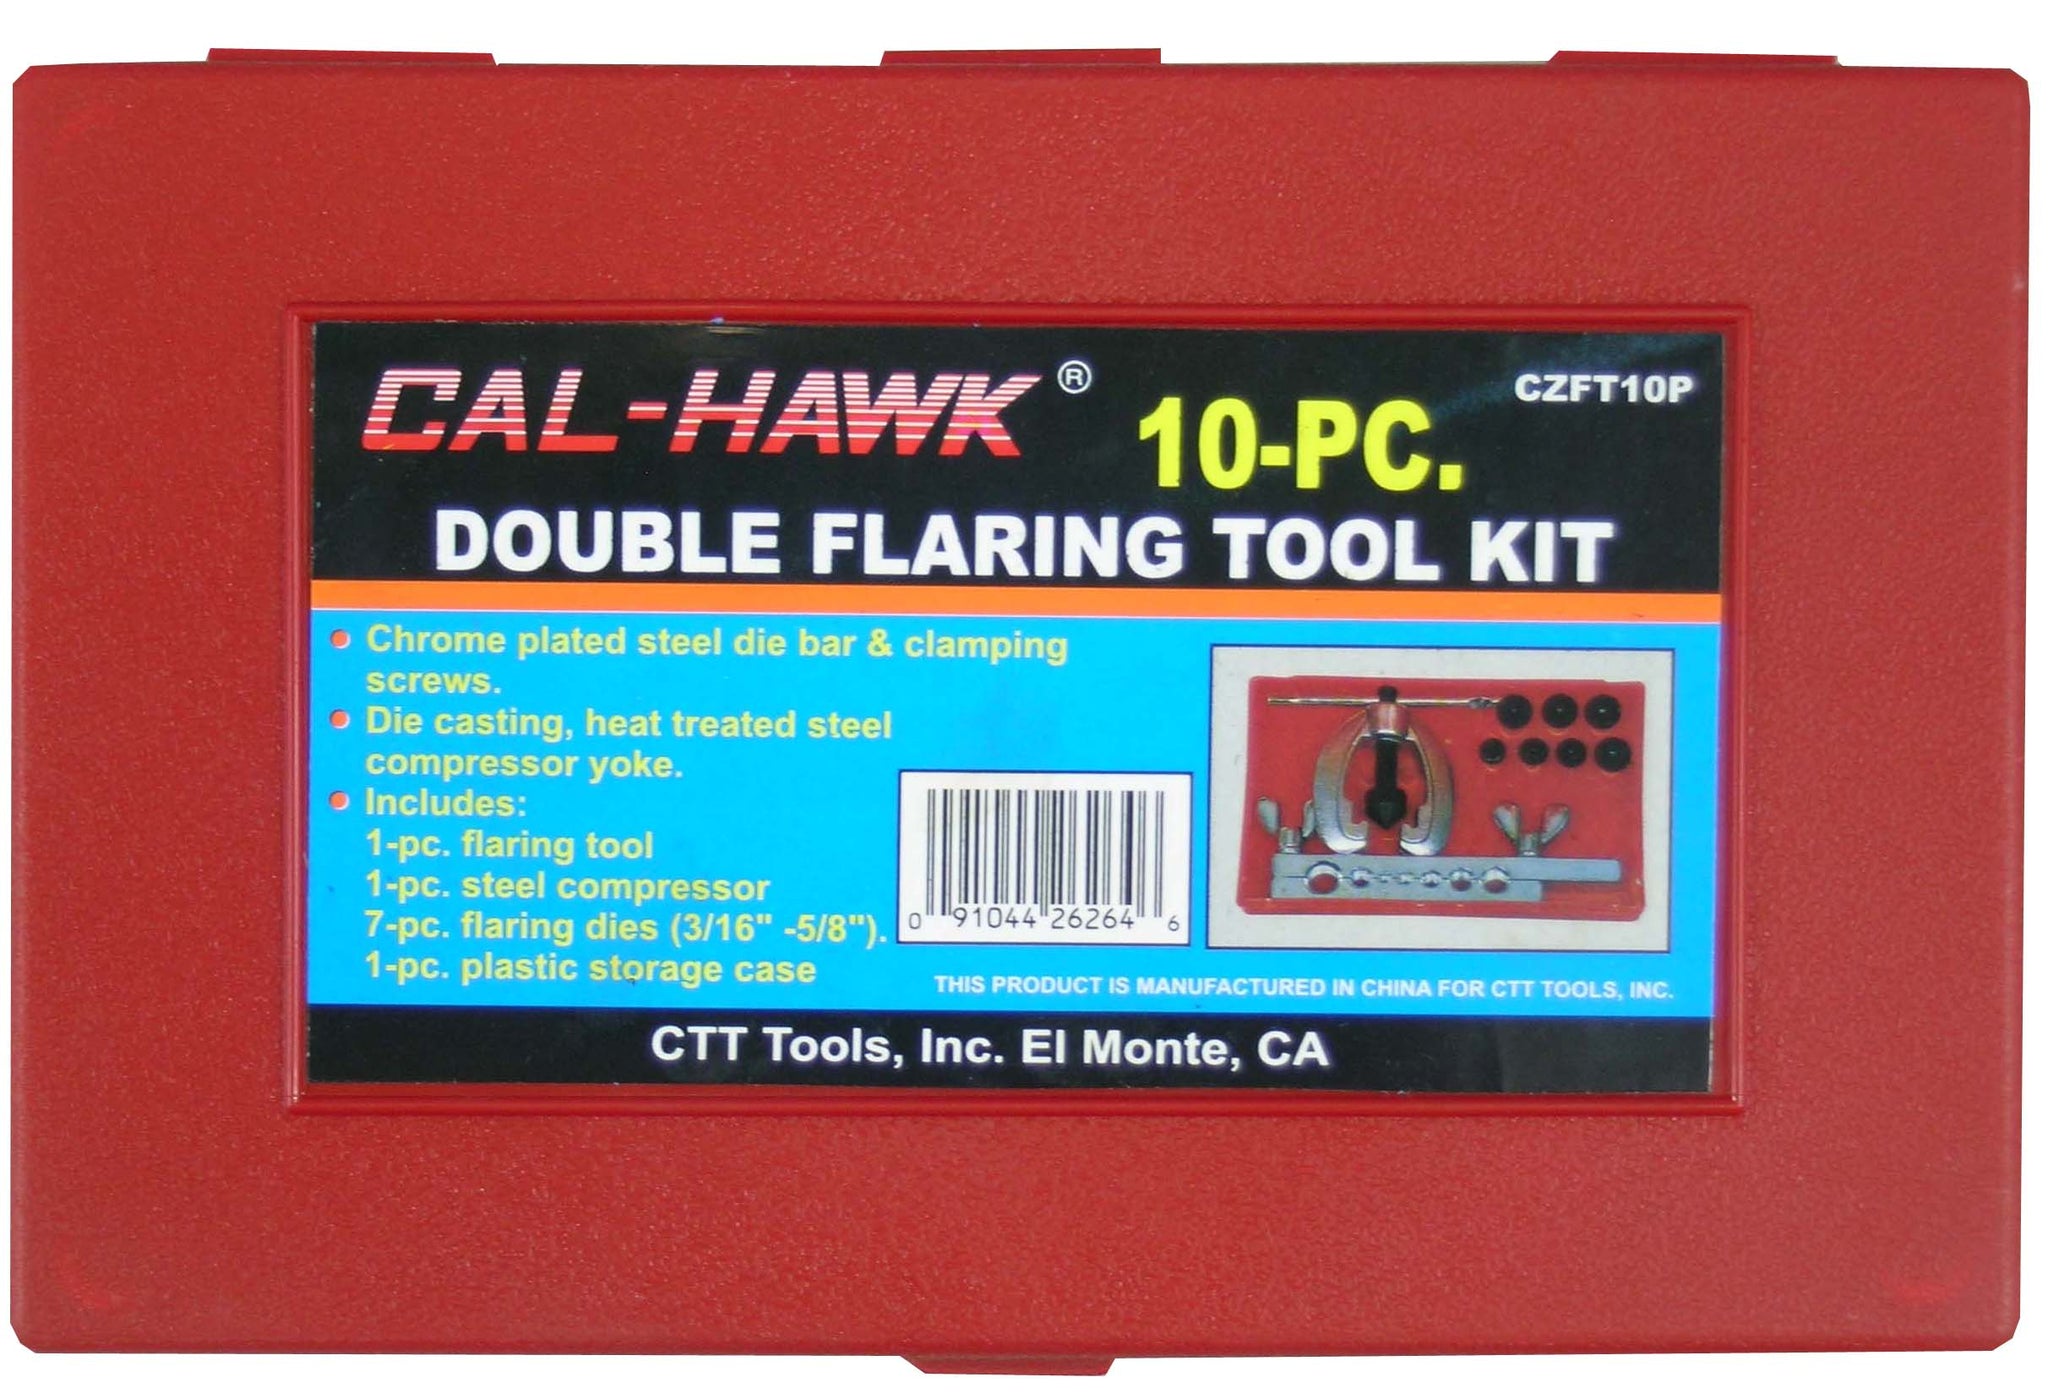 CAL-HAWK®
10-PC.
CZFT10P
DOUBLE FLARING TOOL KIT
• Chrome plated steel die bar & clamping
screws.
• Die casting, heat treated steel
compressor yoke.
• Includes:
1-pc. flaring tool
1-pc. steel compressor
7-pc. flaring dies (3/16" -5/8").
1-pc. plastic storage case
0 91044 26264 6
THIS PRODUCT IS MANUFACTURED IN CHINA FOR CTT TOOLS, INC.
CTT Tools, Inc. El Monte, CA